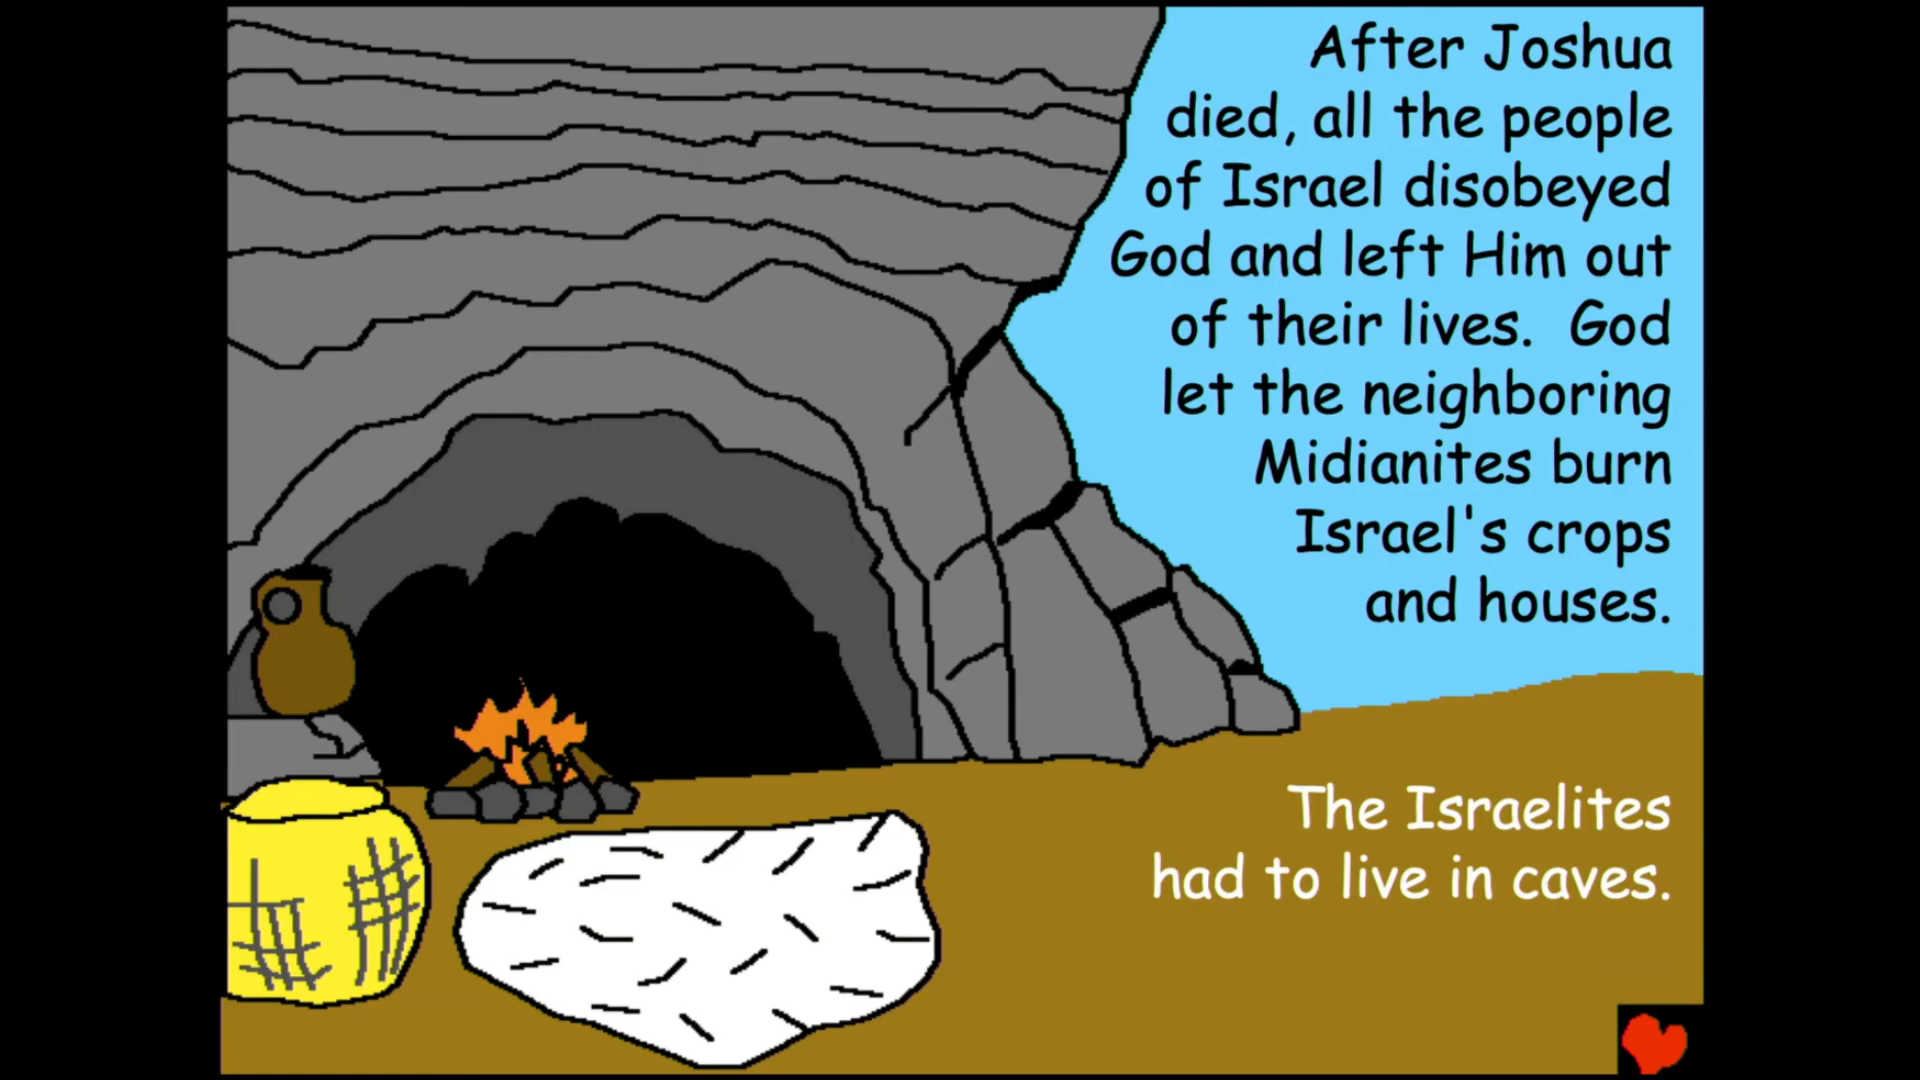 After Joshua
died, all the people
of Israel disobeyed
God and left Him out
of their lives.  God
let the neighboring
Midianites burn
Israel's crops
and houses.
The Israelites
had to live in caves.